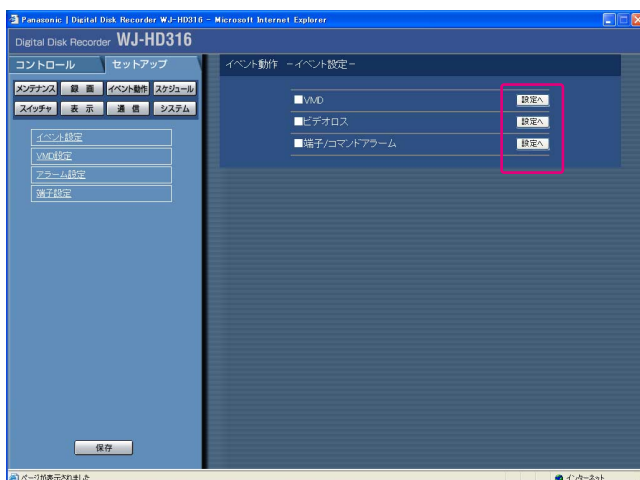 Panasonic | Digital Disk Recorder WJ-HD316 - Microsoft Internet Explorer
Digital Disk Recorder WJ-HD316
コントロール セットアップ
イベント動作 －イベント設定－
メンテナンス 録 画 イベント動作 スケジュール
スイッチャ 表 示 通 信 システム
イベント設定
VMD設定
アラーム設定
端子設定
■VMD 設定へ
■ビデオロス 設定へ
■端子/コマンドアラーム 設定へ
保存
ページが表示されました インターネット